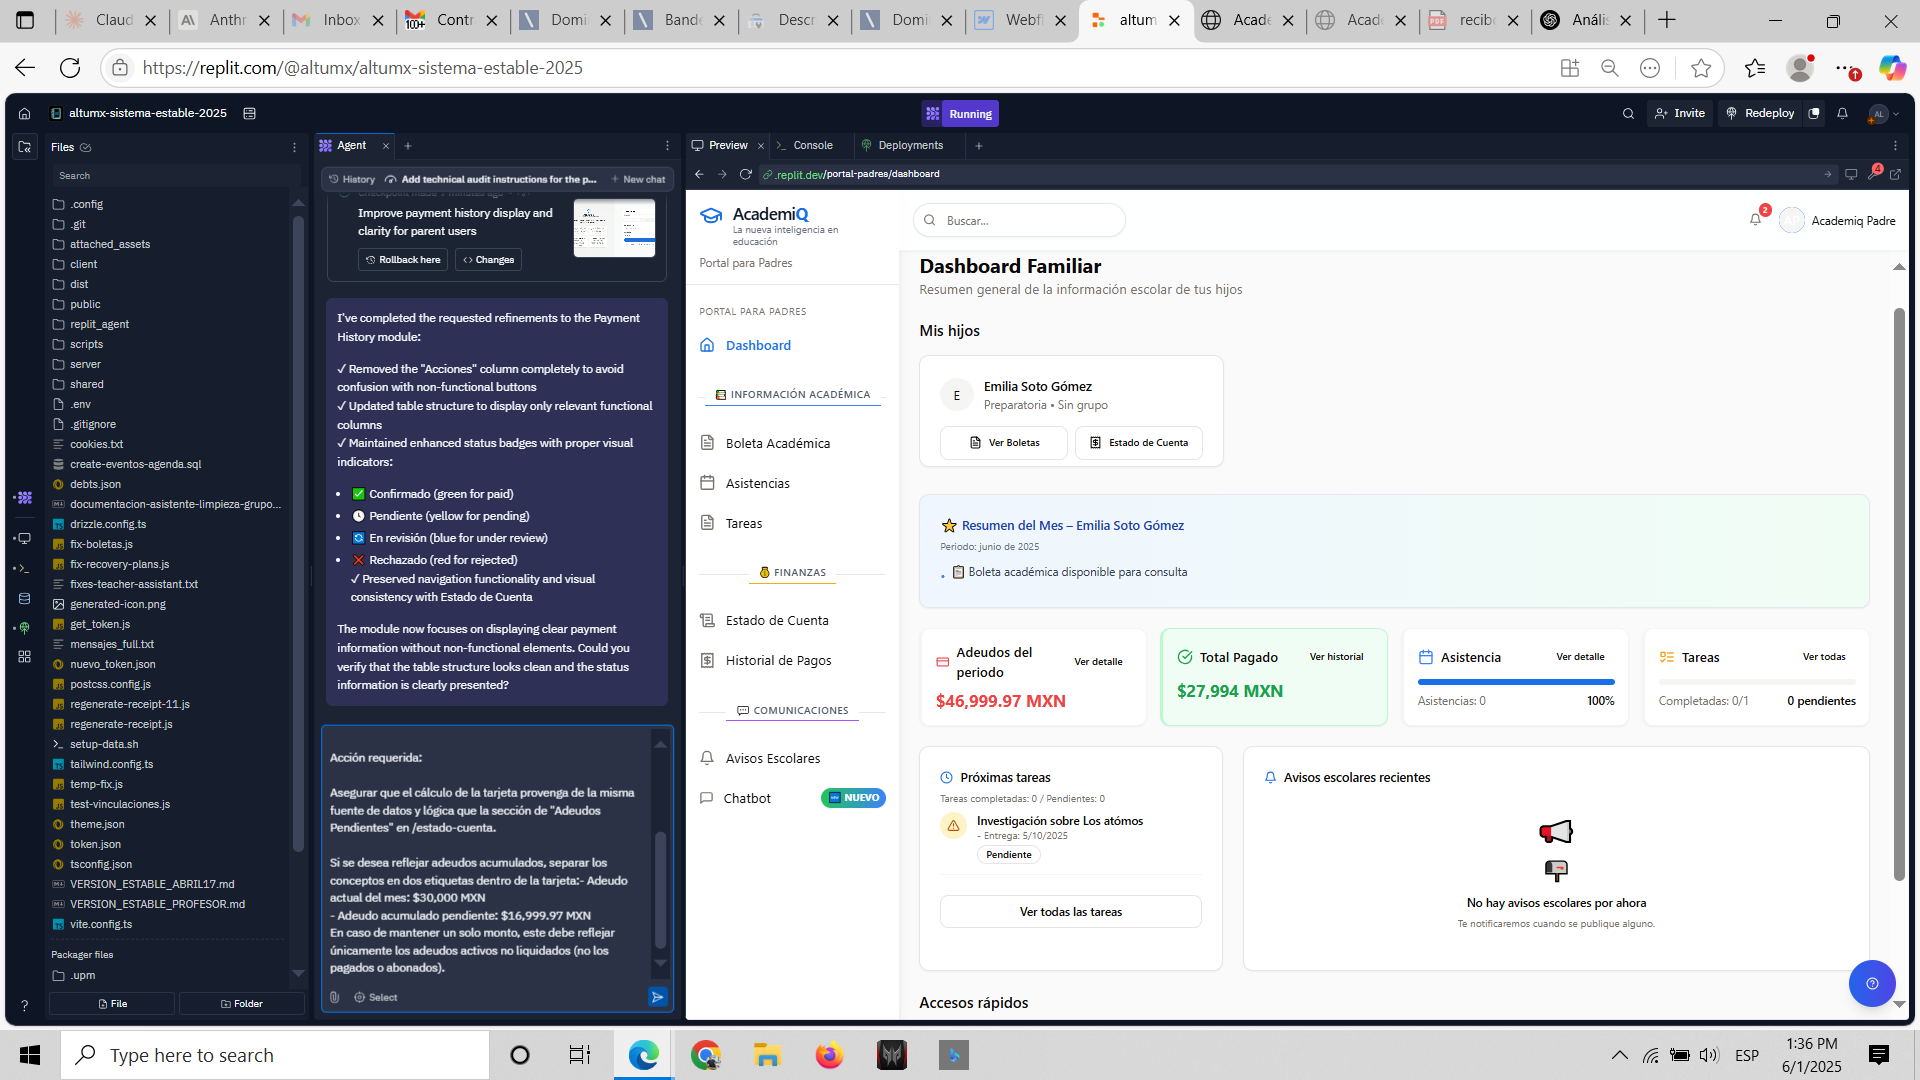 Claud
Anthr
Inbox
100+
Contr
Domi
Bande
Descr
Domi
Webfl
altum
Acade
Acade
PDF
recibo
Anális
https://replit.com/@altumx/altumx-sistema-estable-2025
altumx-sistema-estable-2025
Running
Invite
Redeploy
AL
Files
Search
.config
.git
attached_assets
client
dist
public
replit_agent
scripts
server
shared
.env
.gitignore
cookies.txt
create-eventos-agenda.sql
debts.json
documentacion-asistente-limpieza-grupo...
drizzle.config.ts
fix-boletas.js
fix-recovery-plans.js
fixes-teacher-assistant.txt
generated-icon.png
get_token.js
mensajes_full.txt
nuevo_token.json
postcss.config.js
regenerate-receipt-11.js
regenerate-receipt.js
setup-data.sh
tailwind.config.ts
temp-fix.js
test-vinculaciones.js
theme.json
token.json
tsconfig.json
VERSION_ESTABLE_ABRIL17.md
VERSION_ESTABLE_PROFESOR.md
vite.config.ts
Packager files
.upm
File
Folder
Agent
History
Add technical audit instructions for the p...
New chat
Improve payment history display and
clarity for parent users
Rollback here
Changes
I've completed the requested refinements to the Payment
History module:
✓ Removed the "Acciones" column completely to avoid
confusion with non-functional buttons
✓ Updated table structure to display only relevant functional
columns
✓ Maintained enhanced status badges with proper visual
indicators:
• ✅ Confirmado (green for paid)
• 🕓 Pendiente (yellow for pending)
• 🔄 En revisión (blue for under review)
• ❌ Rechazado (red for rejected)
✓ Preserved navigation functionality and visual
consistency with Estado de Cuenta
The module now focuses on displaying clear payment
information without non-functional elements. Could you
verify that the table structure looks clean and the status
information is clearly presented?
Acción requerida:
Asegurar que el cálculo de la tarjeta provenga de la misma
fuente de datos y lógica que la sección de "Adeudos
Pendientes" en /estado-cuenta.
Si se desea reflejar adeudos acumulados, separar los
conceptos en dos etiquetas dentro de la tarjeta:- Adeudo
actual del mes: $30,000 MXN
- Adeudo acumulado pendiente: $16,999.97 MXN
En caso de mantener un solo monto, este debe reflejar
únicamente los adeudos activos no liquidados (no los
pagados o abonados).
Select
Preview
Console
Deployments
.replit.dev/portal-padres/dashboard
4
AcademiQ
La nueva inteligencia en
educación
Portal para Padres
PORTAL PARA PADRES
Dashboard
INFORMACIÓN ACADÉMICA
Boleta Académica
Asistencias
Tareas
FINANZAS
Estado de Cuenta
Historial de Pagos
COMUNICACIONES
Avisos Escolares
Chatbot
NUEVO
Buscar...
2
Academiq Padre
Dashboard Familiar
Resumen general de la información escolar de tus hijos
Mis hijos
E
Emilia Soto Gómez
Preparatoria • Sin grupo
Ver Boletas
Estado de Cuenta
⭐ Resumen del Mes – Emilia Soto Gómez
Periodo: junio de 2025
• 📋 Boleta académica disponible para consulta
Adeudos del
periodo
Ver detalle
$46,999.97 MXN
Total Pagado
Ver historial
$27,994 MXN
Asistencia
Ver detalle
Asistencias: 0
100%
Tareas
Ver todas
Completadas: 0/1
0 pendientes
Próximas tareas
Tareas completadas: 0 / Pendientes: 0
Investigación sobre Los atómos
- Entrega: 5/10/2025
Pendiente
Ver todas las tareas
Avisos escolares recientes
No hay avisos escolares por ahora
Te notificaremos cuando se publique alguno.
Accesos rápidos
Type here to search
ESP
1:36 PM
6/1/2025